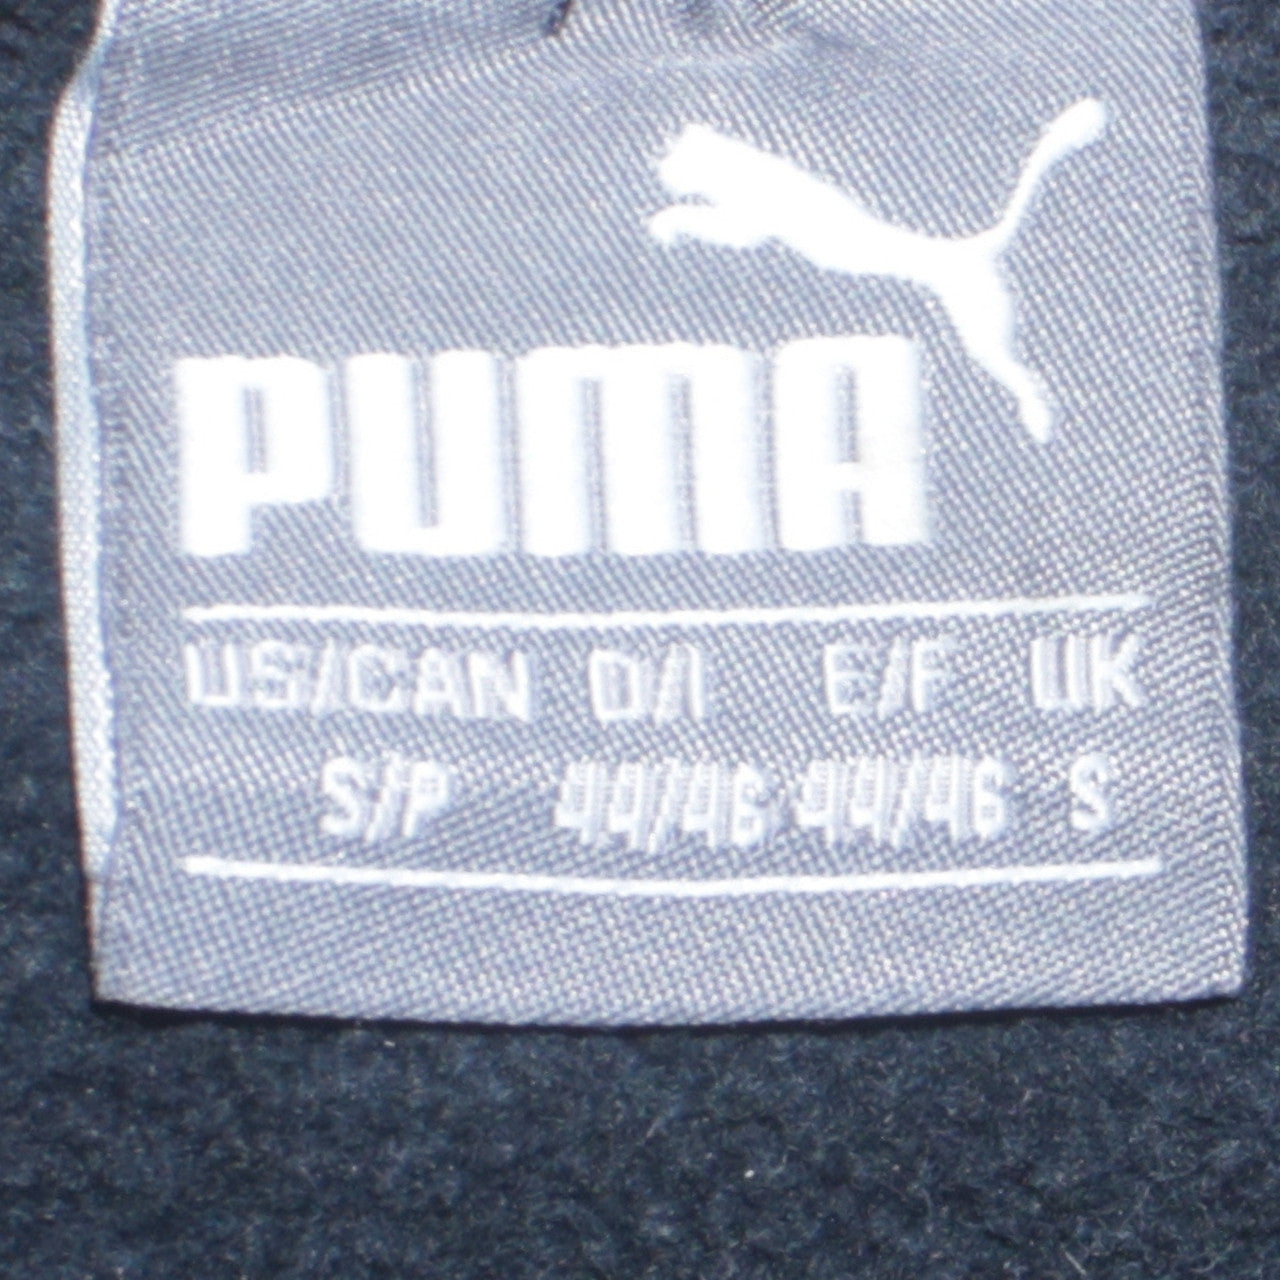 PUMA
US/CAN D/I E/F UK
S/P 44/46 44/46 S